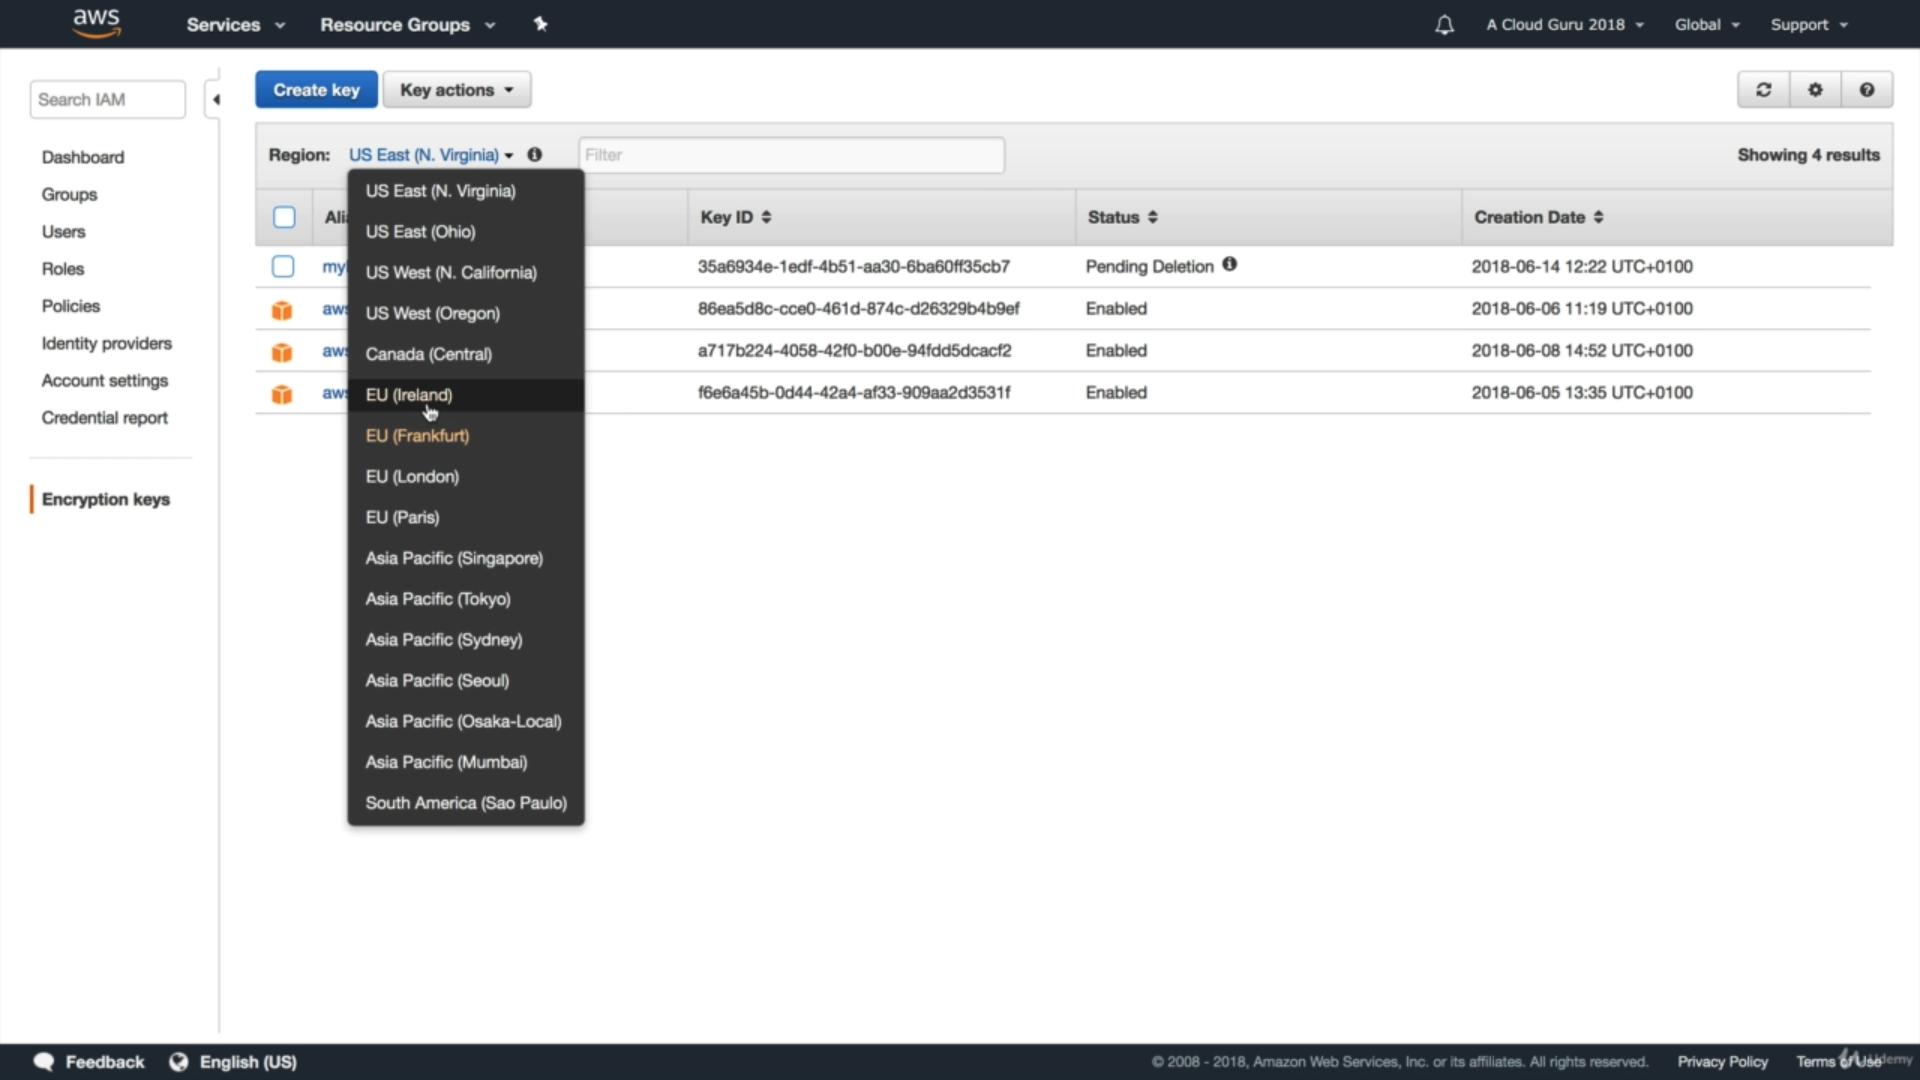 aws Services Resource Groups A Cloud Guru 2018 Global Support
Search IAM
Create key Key actions
Dashboard
Groups
Users
Roles
Policies
Identity providers
Account settings
Credential report
Encryption keys
Region: US East (N. Virginia) Filter Showing 4 results
Key ID Status Creation Date
35a6934e-1edf-4b51-aa30-6ba60ff35cb7 Pending Deletion 2018-06-14 12:22 UTC+0100
86ea5d8c-cce0-461d-874c-d26329b4b9ef Enabled 2018-06-06 11:19 UTC+0100
a717b224-4058-42f0-b00e-94fdd5dcacf2 Enabled 2018-06-08 14:52 UTC+0100
f6e6a45b-0d44-42a4-af33-909aa2d3531f Enabled 2018-06-05 13:35 UTC+0100
US East (N. Virginia)
US East (Ohio)
US West (N. California)
US West (Oregon)
Canada (Central)
EU (Ireland)
EU (Frankfurt)
EU (London)
EU (Paris)
Asia Pacific (Singapore)
Asia Pacific (Tokyo)
Asia Pacific (Sydney)
Asia Pacific (Seoul)
Asia Pacific (Osaka-Local)
Asia Pacific (Mumbai)
South America (Sao Paulo)
Feedback English (US) © 2008 - 2018, Amazon Web Services, Inc. or its affiliates. All rights reserved. Privacy Policy Terms of Use